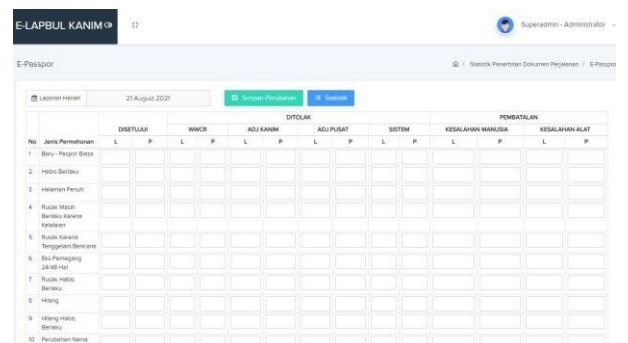 E-LAPBUL KANIM
Superadmin - Administrator
E-Passpor
/ Statistik Penerbitan Dokumen Perjalanan / E-Passpor
Laporan Harian 21 August 2021 Simpan Perubahan Statistik
DITOLAK PEMBATALAN
DISETUJUI WWCR ADJ KANIM ADJ PUSAT SISTEM KESALAHAN MANUSIA KESALAHAN ALAT
No Jenis Permohonan L P L P L P L P L P L P L P
1 Baru - Paspor Biasa
2 Habis Berlaku
3 Halaman Penuh
4 Rusak Masih
Berlaku Karena
Kelalaian
5 Rusak Karena
Tenggelam/Bencana
6 Eks Pemegang
24/48 Hal
7 Rusak Habis
Berlaku
8 Hilang
9 Hilang Habis
Berlaku
10 Perubahan Nama